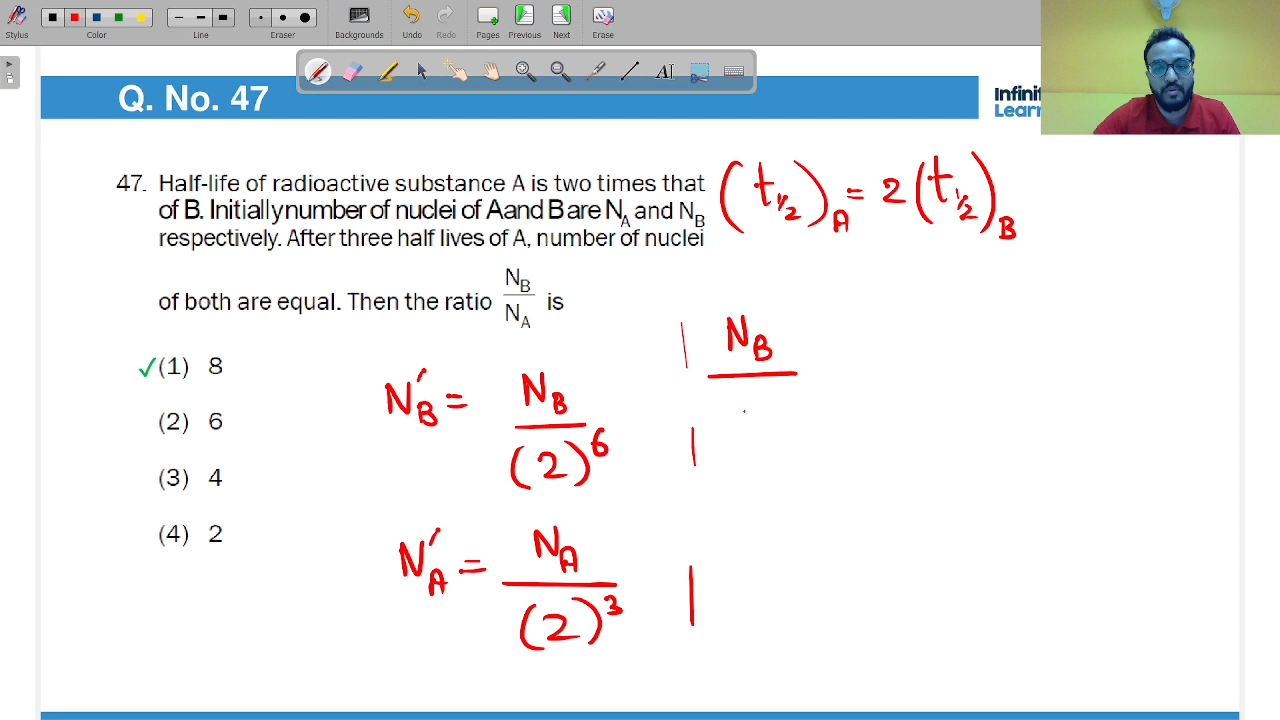 Stylus
Color
Line
Eraser
Backgrounds
Undo
Redo
Pages
Previous
Next
Erase
Q. No. 47
Infinit
Learn
47. Half-life of radioactive substance A is two times that
of B. Initially number of nuclei of A and B are N_A and N_B
respectively. After three half lives of A, number of nuclei
of both are equal. Then the ratio N_B/N_A is
(1) 8
(2) 6
(3) 4
(4) 2
(t_1/2)_A = 2 (t_1/2)_B
N'_B = N_B/(2)^6
N_B
N'_A = N_A/(2)^3